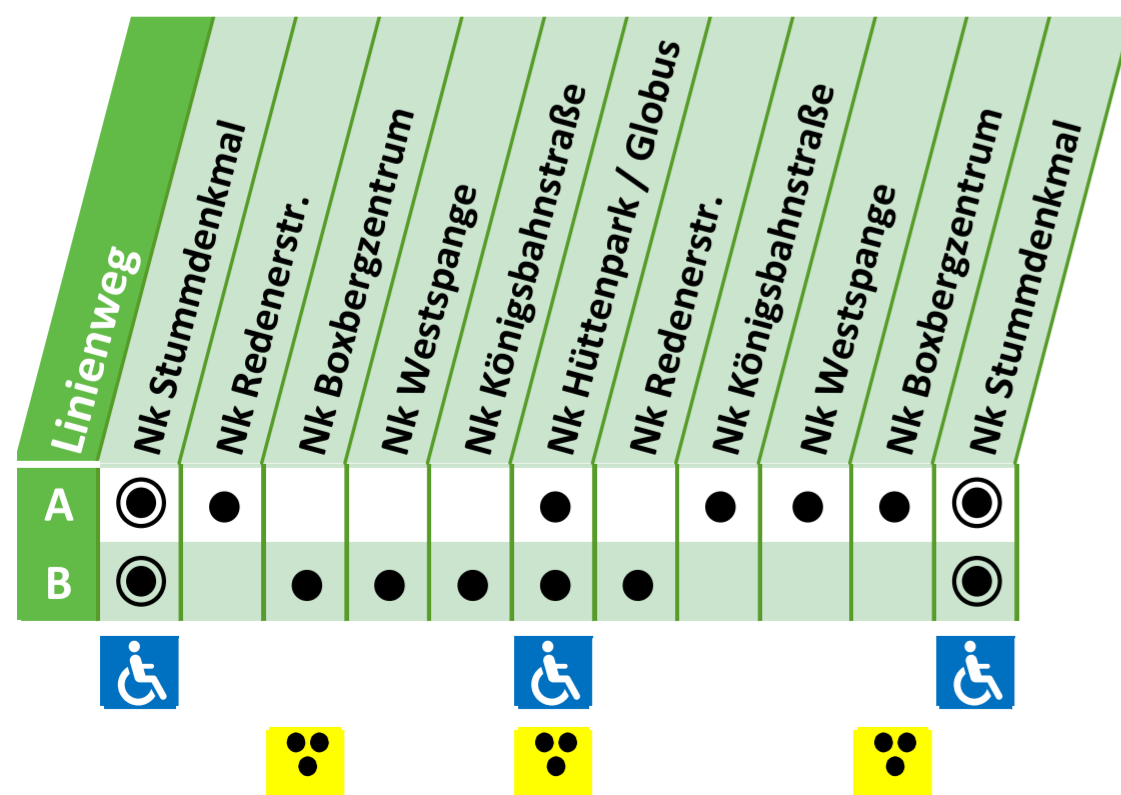 Linienweg
Nk Stummdenkmal
Nk Redenerstr.
Nk Boxbergzentrum
Nk Westspange
Nk Königsbahnstraße
Nk Hüttenpark / Globus
Nk Redenerstr.
Nk Königsbahnstraße
Nk Westspange
Nk Boxbergzentrum
Nk Stummdenkmal
A
B